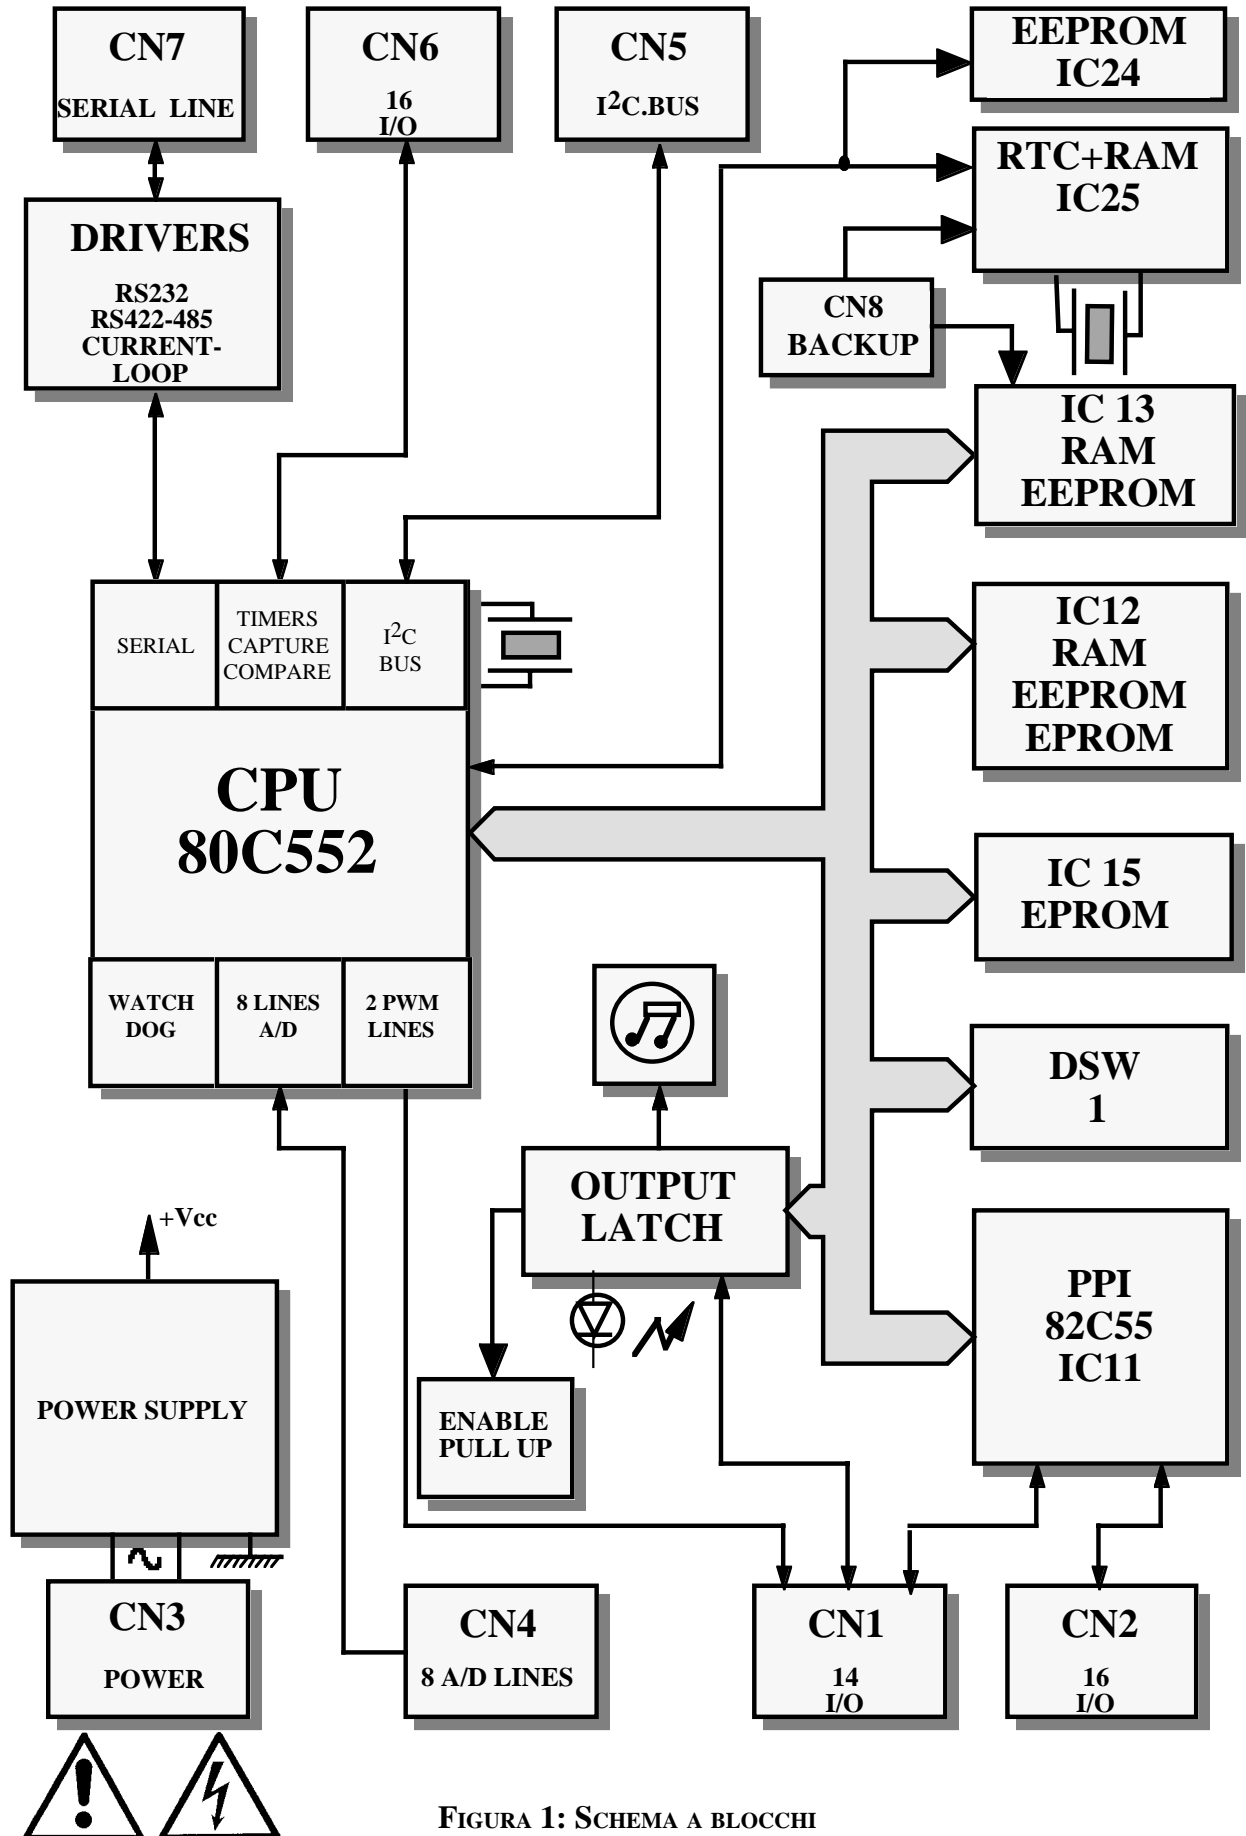 CN7
SERIAL LINE
CN6
16
I/O
CN5
I2C.BUS
EEPROM
IC24
RTC+RAM
IC25
DRIVERS
RS232
RS422-485
CURRENT-
LOOP
CN8
BACKUP
IC 13
RAM
EEPROM
SERIAL
TIMERS
CAPTURE
COMPARE
I2C
BUS
IC12
RAM
EEPROM
EPROM
CPU
80C552
IC 15
EPROM
WATCH
DOG
8 LINES
A/D
2 PWM
LINES
DSW
1
OUTPUT
LATCH
+Vcc
PPI
82C55
IC11
POWER SUPPLY
ENABLE
PULL UP
CN3
POWER
CN4
8 A/D LINES
CN1
14
I/O
CN2
16
I/O
FIGURA 1: SCHEMA A BLOCCHI